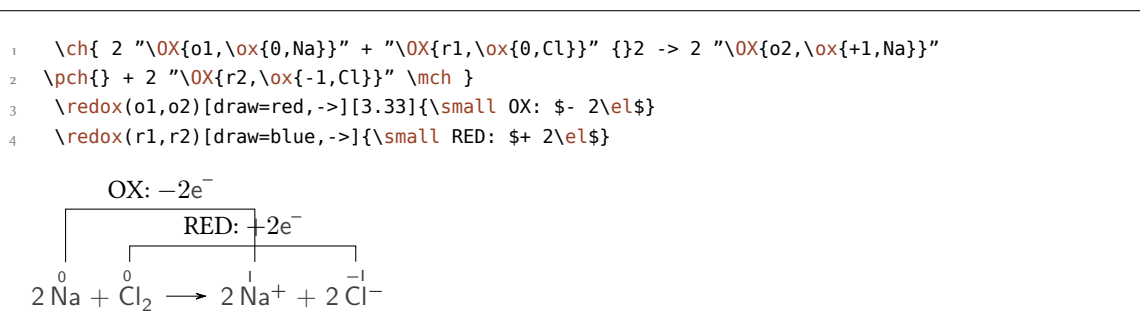 1 \ch{ 2 ”\OX{o1,\ox{0,Na}}” + ”\OX{r1,\ox{0,Cl}}” {}2 -> 2 ”\OX{o2,\ox{+1,Na}}”
2 \pch{} + 2 ”\OX{r2,\ox{-1,Cl}}” \mch }
3 \redox(o1,o2)[draw=red,->][3.33]{\small OX: $- 2\el$}
4 \redox(r1,r2)[draw=blue,->]{\small RED: $+ 2\el$}
OX: −2e⁻
RED: +2e⁻
0 0 I −I
2 Na + Cl₂ ⟶ 2 Na⁺ + 2 Cl⁻